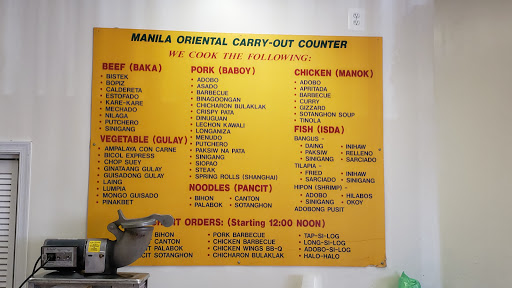 MANILA ORIENTAL CARRY-OUT COUNTER
WE COOK THE FOLLOWING:
BEEF (BAKA)
• BISTEK
• BOPIZ
• CALDERETA
• ESTOFADO
• KARE-KARE
• MECHADO
• NILAGA
• PUTCHERO
• SINIGANG
VEGETABLE (GULAY)
• AMPALAYA CON CARNE
• BICOL EXPRESS
• CHOP SUEY
• GINATAANG GULAY
• GUISADONG GULAY
• LAING
• LUMPIA
• MONGO GUISADO
• PINAKBET
PORK (BABOY)
• ADOBO
• ASADO
• BARBECUE
• BINAGOONGAN
• CHICHARON BULAKLAK
• CRISPY PATA
• DINUGUAN
• LECHON KAWALI
• LONGANIZA
• MENUDO
• PUTCHERO
• PAKSIW NA PATA
• SINIGANG
• SIOPAO
• STEAK
• SPRING ROLLS (SHANGHAI)
NOODLES (PANCIT)
• BIHON • CANTON
• PALABOK • SOTANGHON
CHICKEN (MANOK)
• ADOBO
• APRITADA
• BARBECUE
• CURRY
• GIZZARD
• SOTANGHON SOUP
• TINOLA
FISH (ISDA)
BANGUS -
• DAING • INIHAW
• PAKSIW • RELLENO
• SINIGANG • SARCIADO
TILAPIA -
• FRIED • INIHAW
• SARCIADO • SINIGANG
HIPON (SHRIMP) -
• ADOBO • HILABOS
• SINIGANG • OKOY
ADOBONG PUSIT
ORDERS: (Starting 12:00 NOON)
BIHON
CANTON
PALABOK
SOTANGHON
• PORK BARBECUE
• CHICKEN BARBECUE
• CHICKEN WINGS BB-Q
• CHICHARON BULAKLAK
• TAP-SI-LOG
• LONG-SI-LOG
• ADOBO-SI-LOG
• HALO-HALO